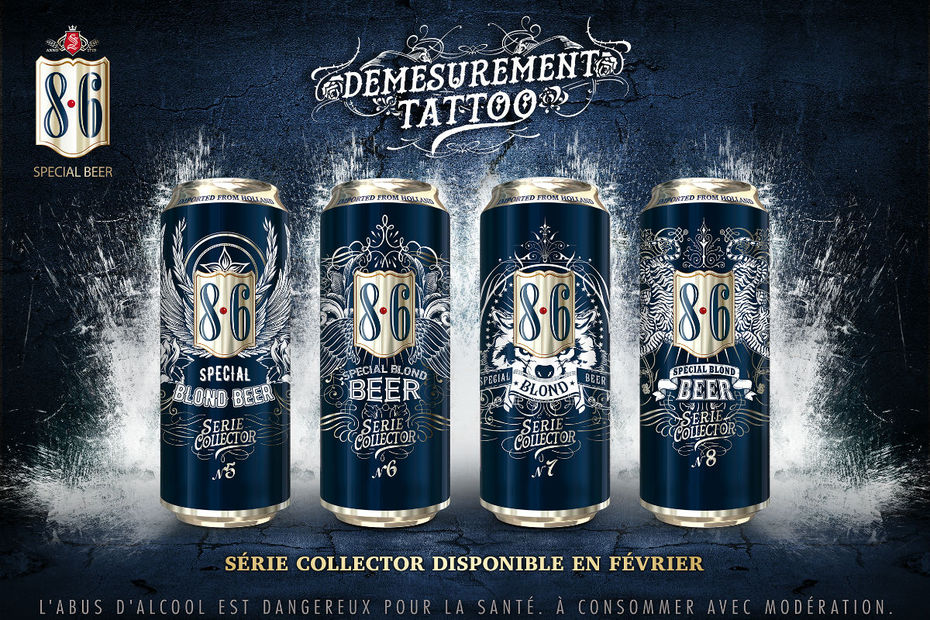 DEMESUREMENT
TATTOO
ANNO 1719
S
8·6
SPECIAL BEER
IMPORTED FROM HOLLAND
8·6
SPECIAL
BLOND BEER
SERIE
COLLECTOR
N°5
IMPORTED FROM HOLLAND
8·6
SPECIAL BLOND
BEER
SERIE
COLLECTOR
N°6
IMPORTED FROM HOLLAND
8·6
SPECIAL BEER
BLOND
SERIE
COLLECTOR
N°7
IMPORTED FROM HOLLAND
8·6
SPECIAL BLOND
BEER
SERIE
COLLECTOR
N°8
SÉRIE COLLECTOR DISPONIBLE EN FÉVRIER
L'ABUS D'ALCOOL EST DANGEREUX POUR LA SANTÉ. À CONSOMMER AVEC MODÉRATION.